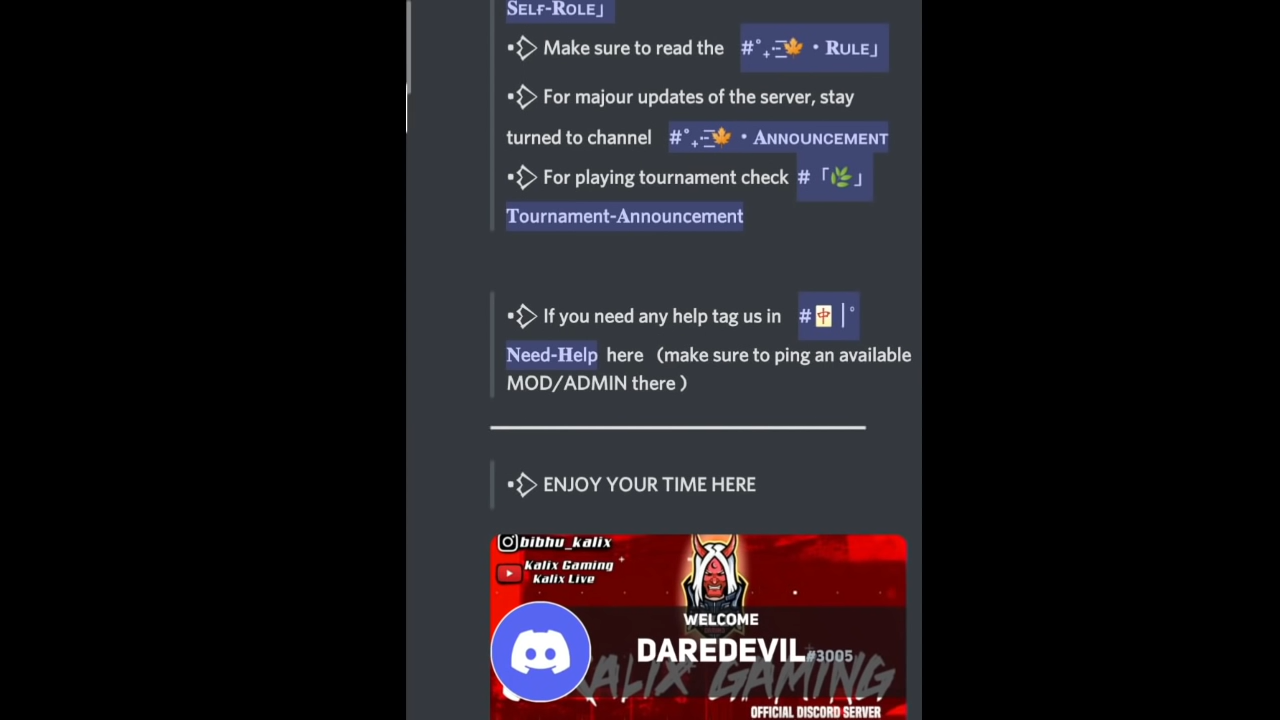 Self-Role」
•➪ Make sure to read the #˚₊·͟͟͞͞🍁・Rule」
•➪ For majour updates of the server, stay
turned to channel #˚₊·͟͟͞͞🍁・Announcement
•➪ For playing tournament check #「🌿」
Tournament-Announcement
•➪ If you need any help tag us in #🀄│°
Need-Help here (make sure to ping an available
MOD/ADMIN there )
•➪ ENJOY YOUR TIME HERE
bibhu_kalix
Kalix Gaming
Kalix Live
WELCOME
DAREDEVIL#3005
KALIX GAMING
OFFICIAL DISCORD SERVER